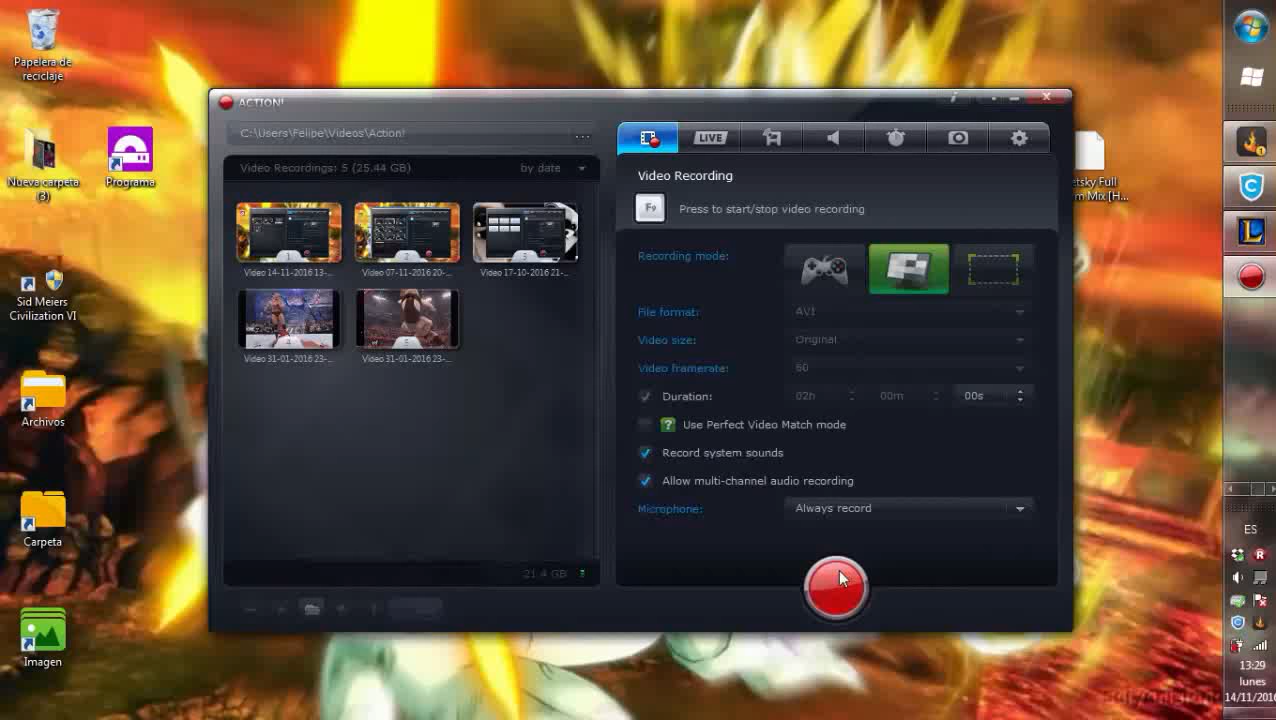 Papelera de
reciclaje
Nueva carpeta
(3)
Programa
Sid Meiers
Civilization VI
Archivos
Carpeta
Imagen
ACTION!
C:\Users\Felipe\Videos\Action!
...
Video Recordings: 5 (25.44 GB)
by date
Video 14-11-2016 13-...
Video 07-11-2016 20-...
Video 17-10-2016 21-...
Video 31-01-2016 23-...
Video 31-01-2016 23-...
21.4 GB
LIVE
Video Recording
F9
Press to start/stop video recording
Recording mode:
File format:
AVI
Video size:
Original
Video framerate:
60
Duration:
02h
00m
00s
? Use Perfect Video Match mode
Record system sounds
Allow multi-channel audio recording
Microphone:
Always record
etsky Full
m Mix [H...
ES
13:29
lunes
14/11/2016